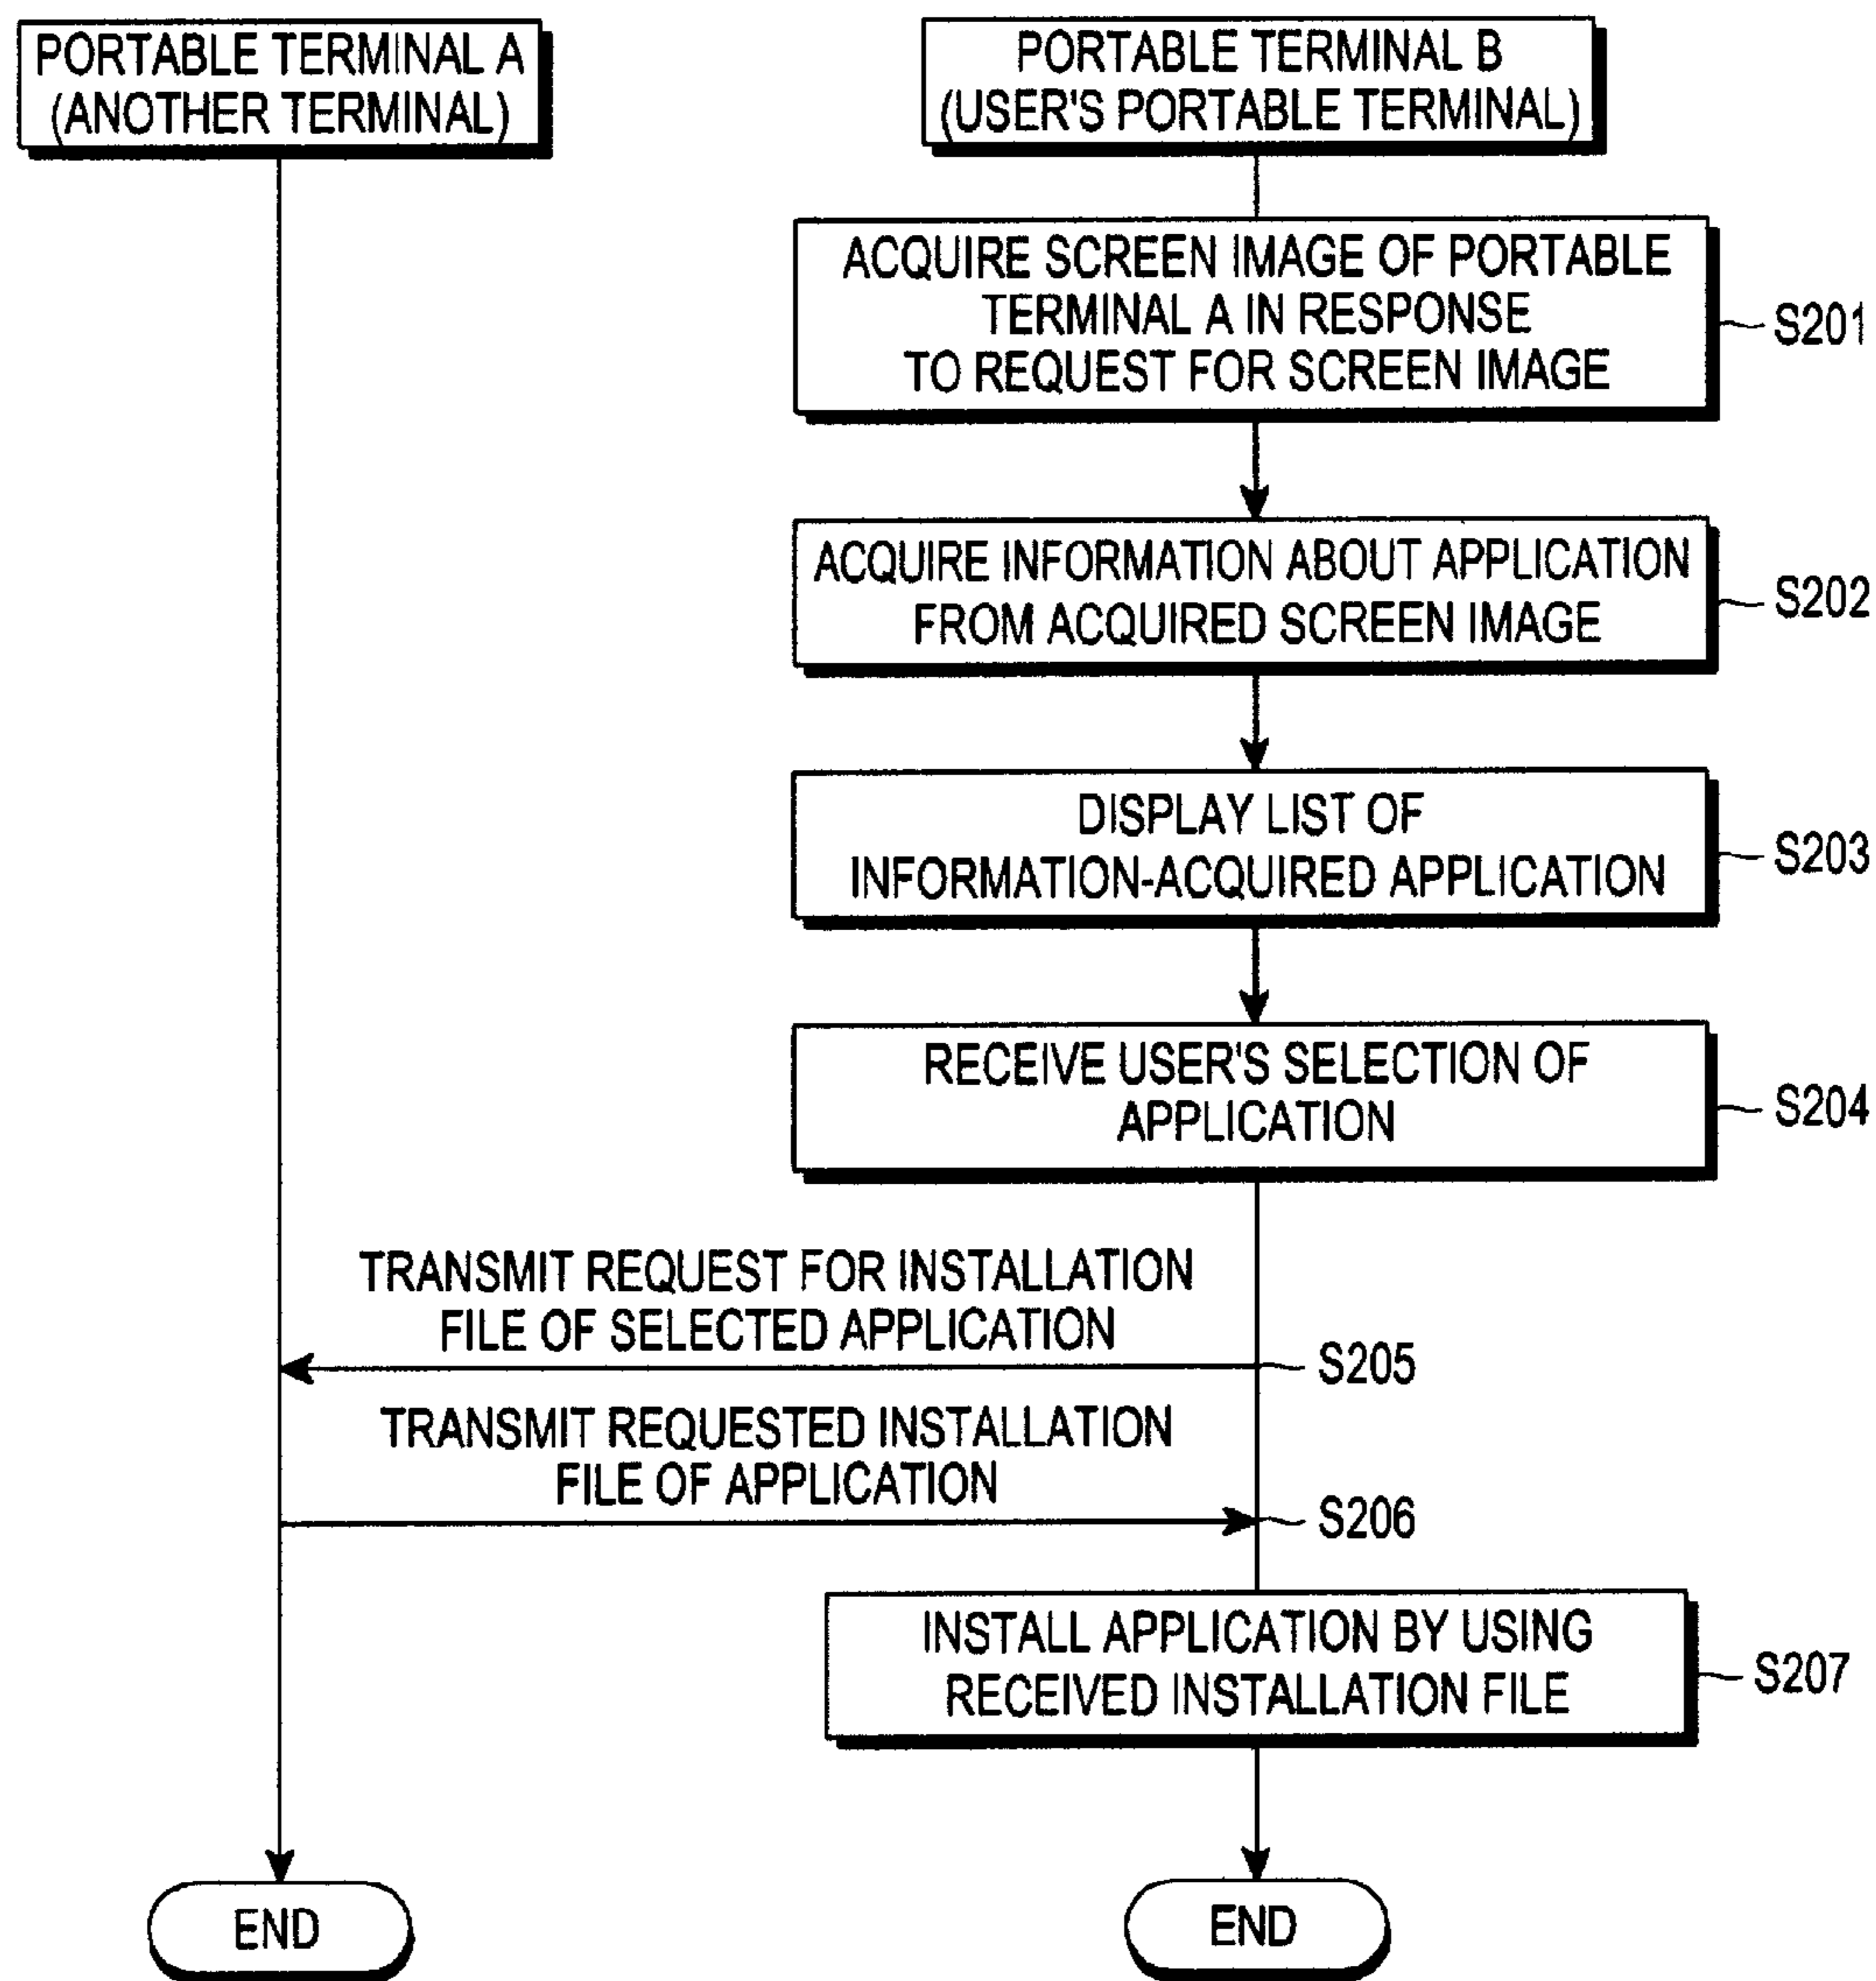 PORTABLE TERMINAL A
(ANOTHER TERMINAL)
PORTABLE TERMINAL B
(USER'S PORTABLE TERMINAL)
ACQUIRE SCREEN IMAGE OF PORTABLE
TERMINAL A IN RESPONSE
TO REQUEST FOR SCREEN IMAGE
S201
ACQUIRE INFORMATION ABOUT APPLICATION
FROM ACQUIRED SCREEN IMAGE
S202
DISPLAY LIST OF
INFORMATION-ACQUIRED APPLICATION
S203
RECEIVE USER'S SELECTION OF
APPLICATION
S204
TRANSMIT REQUEST FOR INSTALLATION
FILE OF SELECTED APPLICATION
S205
TRANSMIT REQUESTED INSTALLATION
FILE OF APPLICATION
S206
INSTALL APPLICATION BY USING
RECEIVED INSTALLATION FILE
S207
END
END